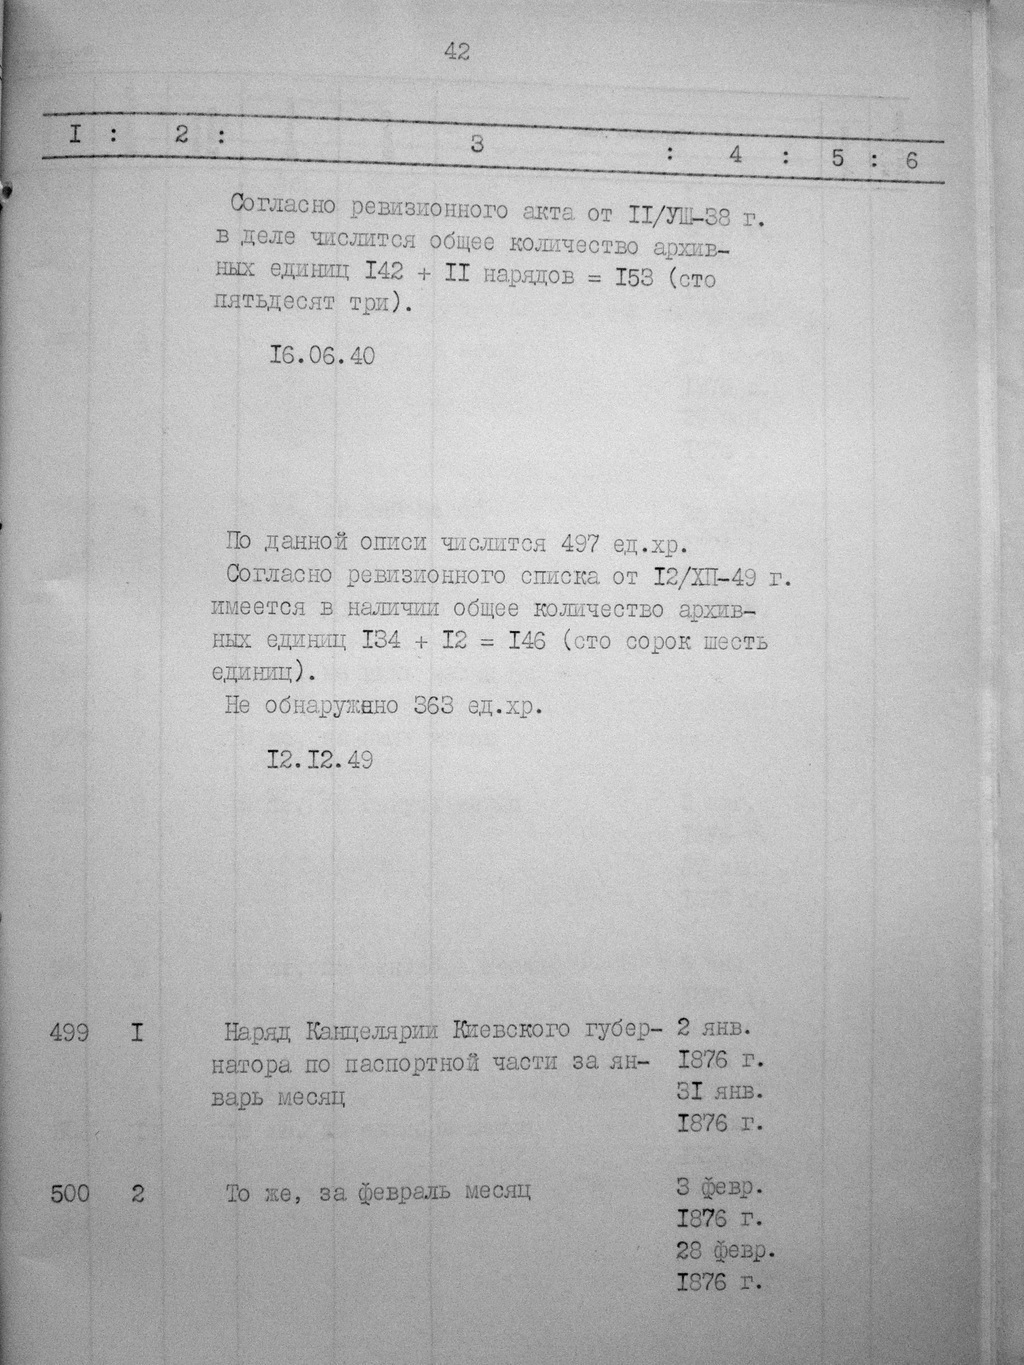 42
I : 2 : 3 : 4 : 5 : 6
Согласно ревизионного акта от II/УШ-38 г.
в деле числится общее количество архив-
ных единиц I42 + II нарядов = I53 (сто
пятьдесят три).
I6.06.40
По данной описи числится 497 ед.хр.
Согласно ревизионного списка от I2/ХП-49 г.
имеется в наличии общее количество архив-
ных единиц I34 + I2 = I46 (сто сорок шесть
единиц).
Не обнаружено 363 ед.хр.
I2.I2.49
499 I Наряд Канцелярии Киевского губер- 2 янв.
натора по паспортной части за ян- I876 г.
варь месяц 3I янв.
I876 г.
500 2 То же, за февраль месяц 3 февр.
I876 г.
28 февр.
I876 г.